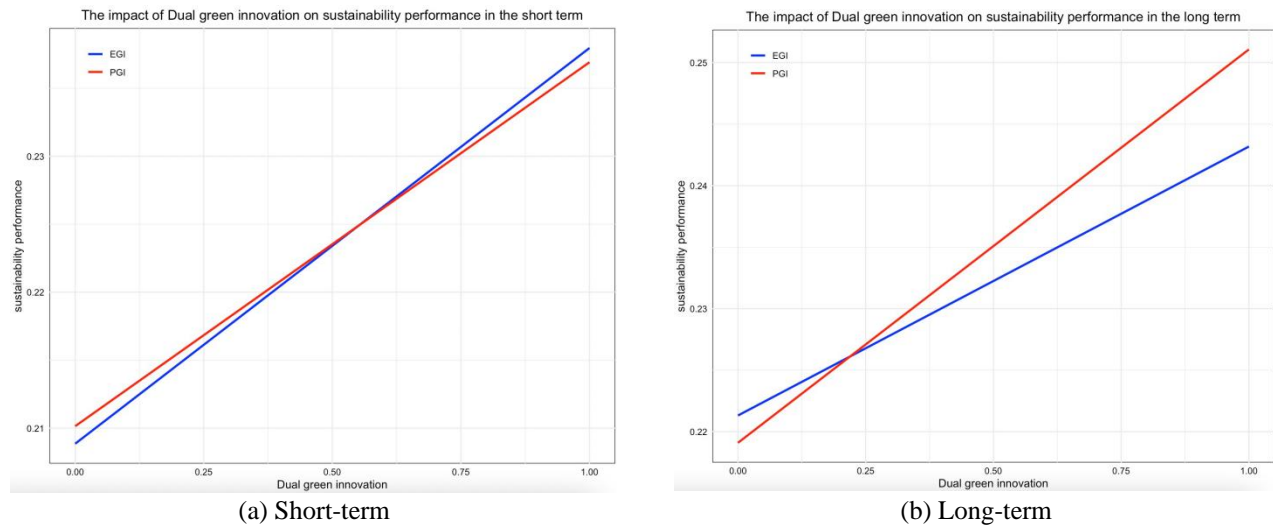 The impact of Dual green innovation on sustainability performance in the short term
EGI
PGI
0.23
0.22
0.21
sustainability performance
0.00 0.25 0.50 0.75 1.00
Dual green innovation
(a) Short-term
The impact of Dual green innovation on sustainability performance in the long term
EGI
PGI
0.25
0.24
0.23
0.22
sustainability performance
0.00 0.25 0.50 0.75 1.00
Dual green innovation
(b) Long-term